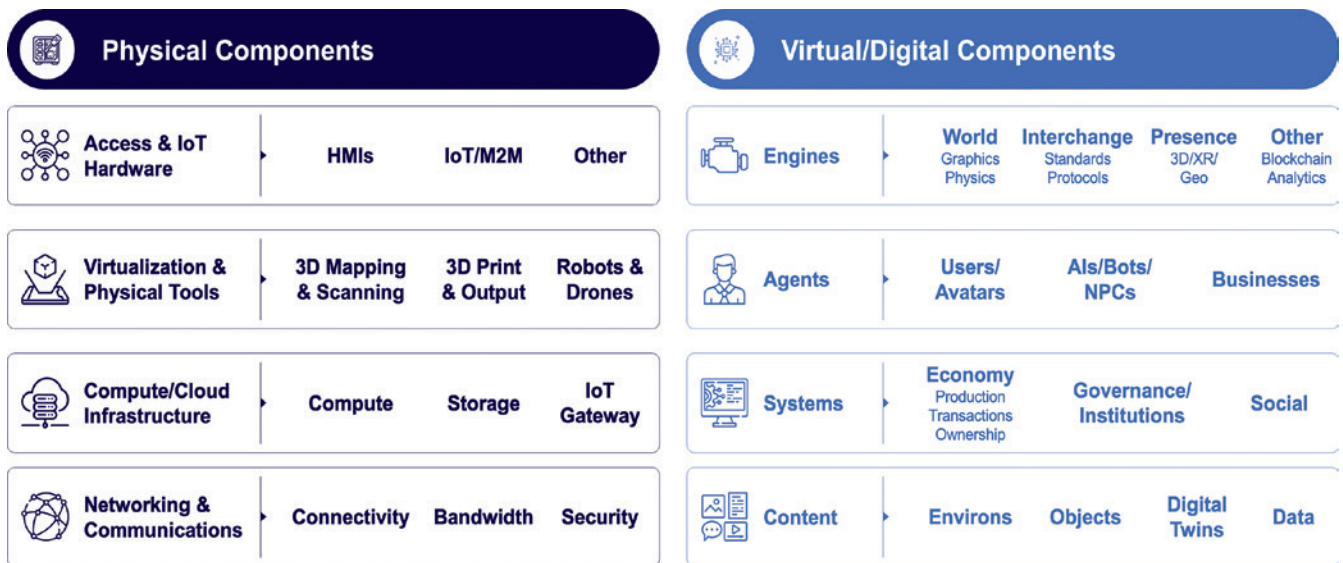 Physical Components
Access & IoT
Hardware
HMIs
IoT/M2M
Other
Virtualization &
Physical Tools
3D Mapping
& Scanning
3D Print
& Output
Robots &
Drones
Compute/Cloud
Infrastructure
Compute
Storage
IoT
Gateway
Networking &
Communications
Connectivity
Bandwidth
Security
Virtual/Digital Components
Engines
World
Graphics
Physics
Interchange
Standards
Protocols
Presence
3D/XR/
Geo
Other
Blockchain
Analytics
Agents
Users/
Avatars
AIs/Bots/
NPCs
Businesses
Systems
Economy
Production
Transactions
Ownership
Governance/
Institutions
Social
Content
Environs
Objects
Digital
Twins
Data